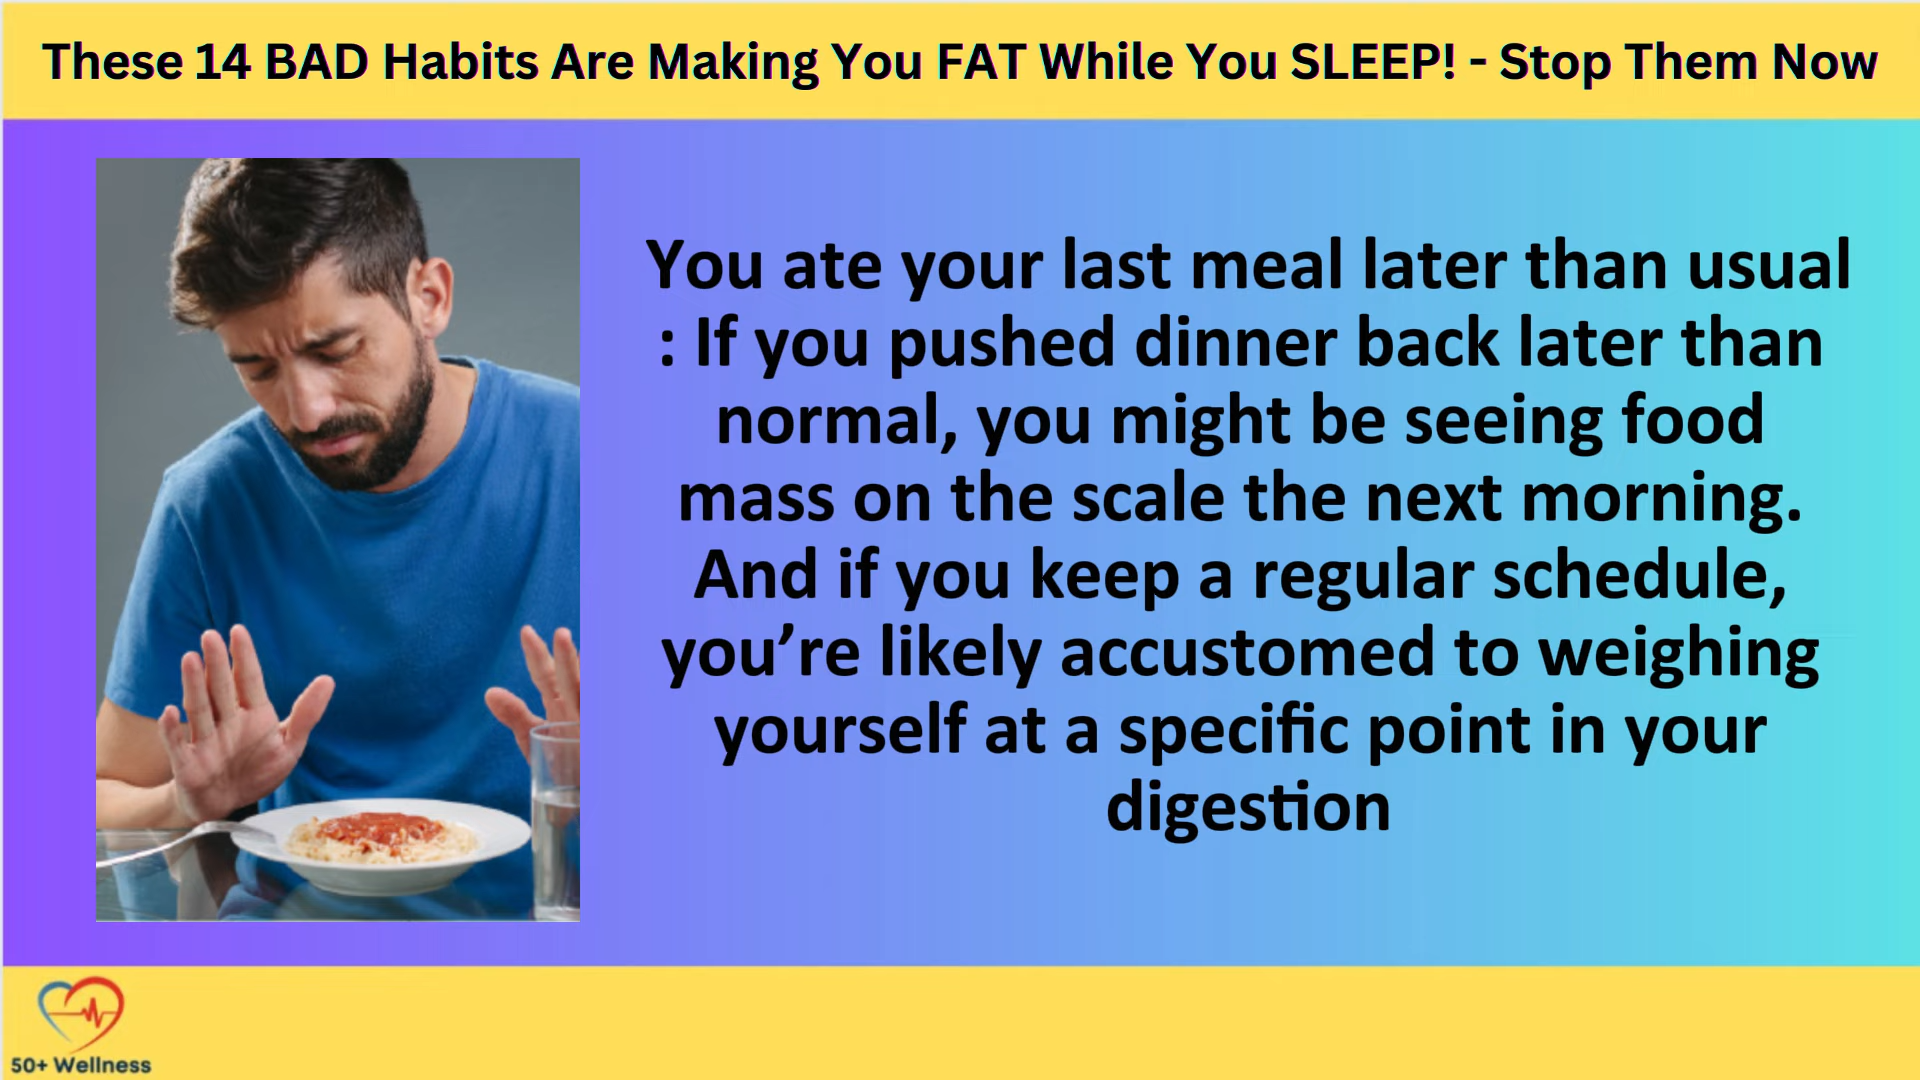 These 14 BAD Habits Are Making You FAT While You SLEEP! - Stop Them Now
You ate your last meal later than usual
: If you pushed dinner back later than
normal, you might be seeing food
mass on the scale the next morning.
And if you keep a regular schedule,
you’re likely accustomed to weighing
yourself at a specific point in your
digestion
50+ Wellness